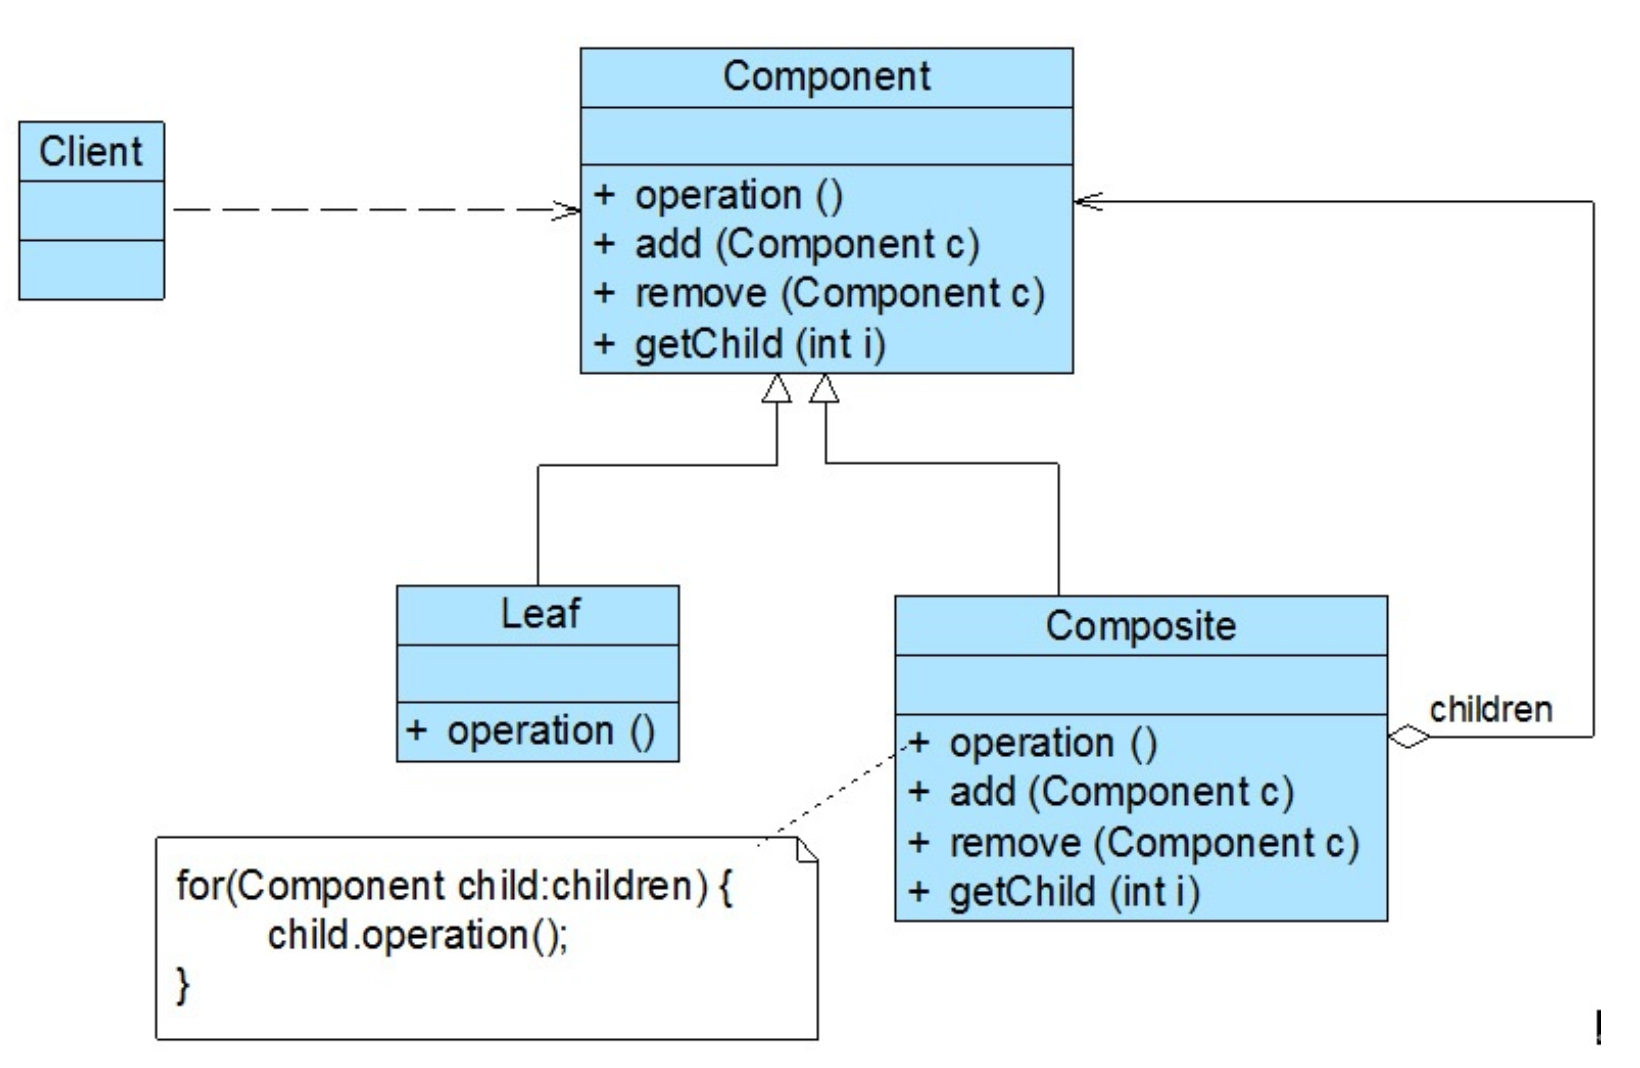 Component
Client
+ operation ()
+ add (Component c)
+ remove (Component c)
+ getChild (int i)
Leaf
+ operation ()
Composite
+ operation ()
+ add (Component c)
+ remove (Component c)
+ getChild (int i)
children
for(Component child:children) {
child.operation();
}